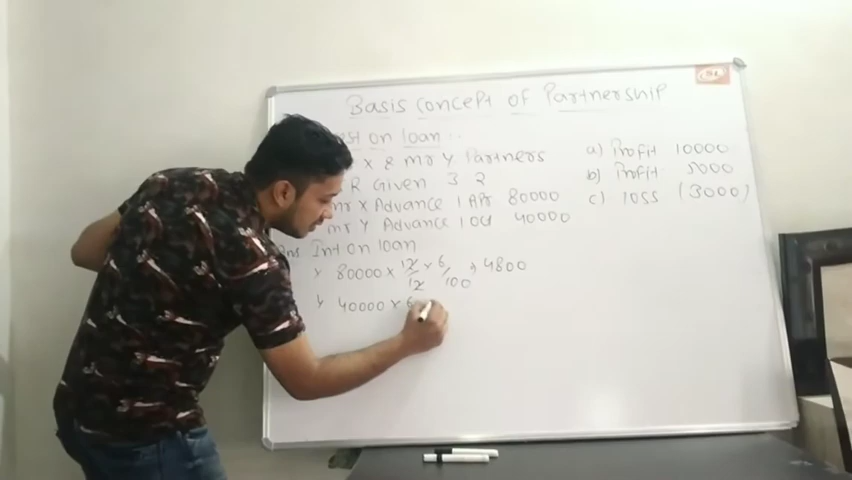 Basis concept of Partnership
est on loan :-
x & mr y Partners
R Given 3 2
mr x Advance 1 Apr 80000
mr y Advance 1 Oct 40000
a) Profit 10000
b) Profit 5000
c) loss (3000)
Ans Int on loan
x 80000 x 12/12 x 6/100 , 4800
y 40000 x 6